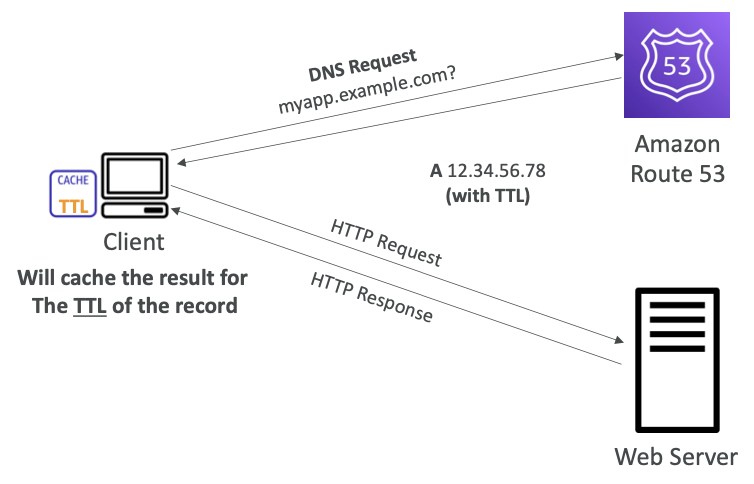 DNS Request
myapp.example.com?
53
Amazon
Route 53
A 12.34.56.78
(with TTL)
CACHE
TTL
Client
Will cache the result for
The TTL of the record
HTTP Request
HTTP Response
Web Server